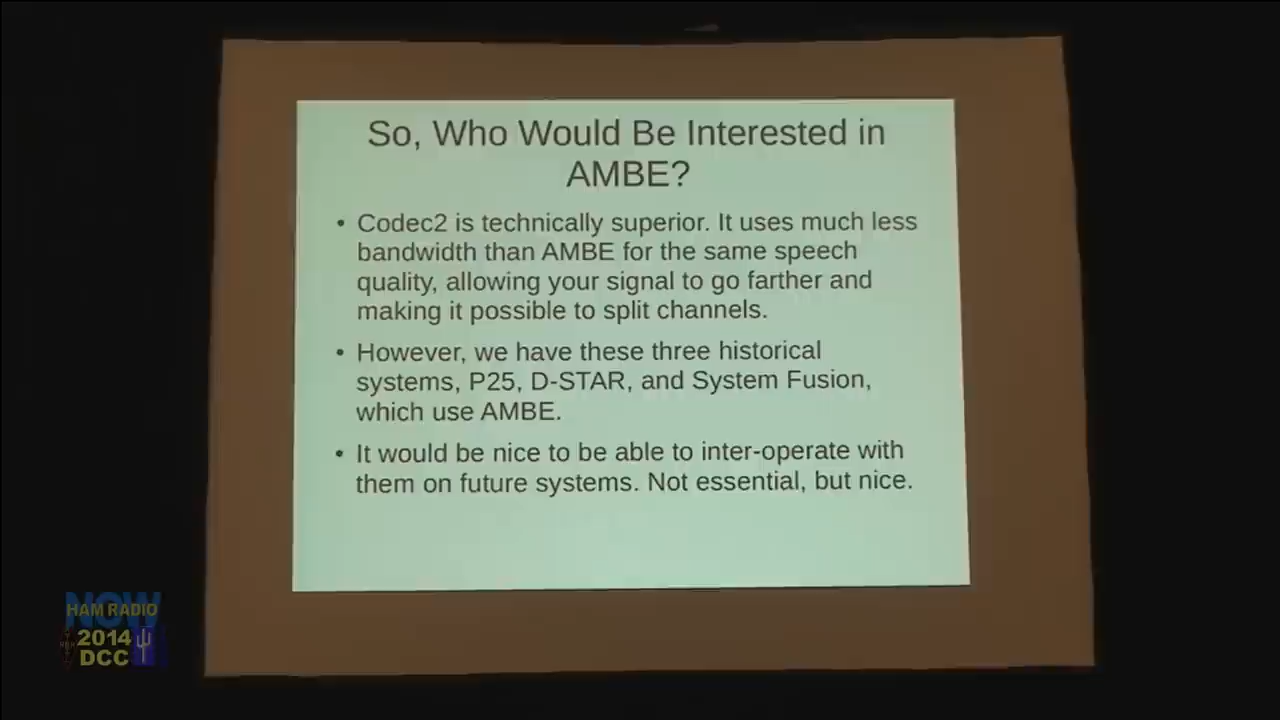 So, Who Would Be Interested in
AMBE?
• Codec2 is technically superior. It uses much less
bandwidth than AMBE for the same speech
quality, allowing your signal to go farther and
making it possible to split channels.
• However, we have these three historical
systems, P25, D-STAR, and System Fusion,
which use AMBE.
• It would be nice to be able to inter-operate with
them on future systems. Not essential, but nice.
NOW
HAM RADIO
2014
DCC